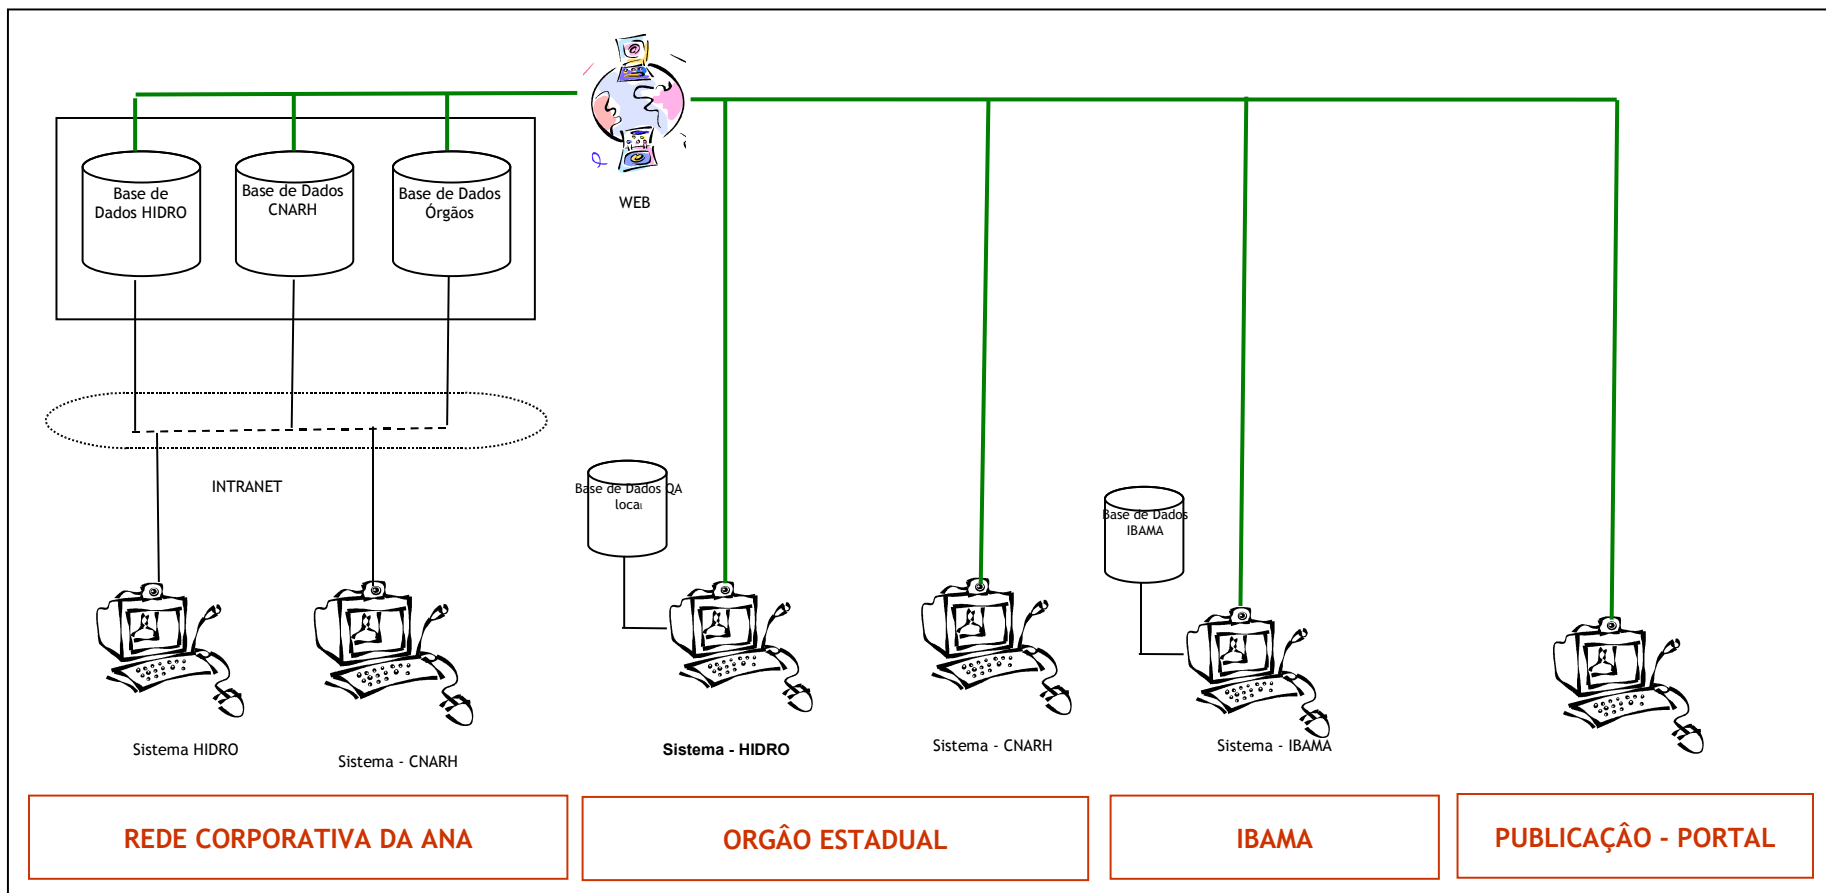 Base de
Dados HIDRO
Base de Dados
CNARH
Base de Dados
Órgãos
WEB
INTRANET
Base de Dados QA
local
Base de Dados
IBAMA
Sistema HIDRO
Sistema - CNARH
Sistema - HIDRO
Sistema - CNARH
Sistema - IBAMA
REDE CORPORATIVA DA ANA
ORGÂO ESTADUAL
IBAMA
PUBLICAÇÂO - PORTAL